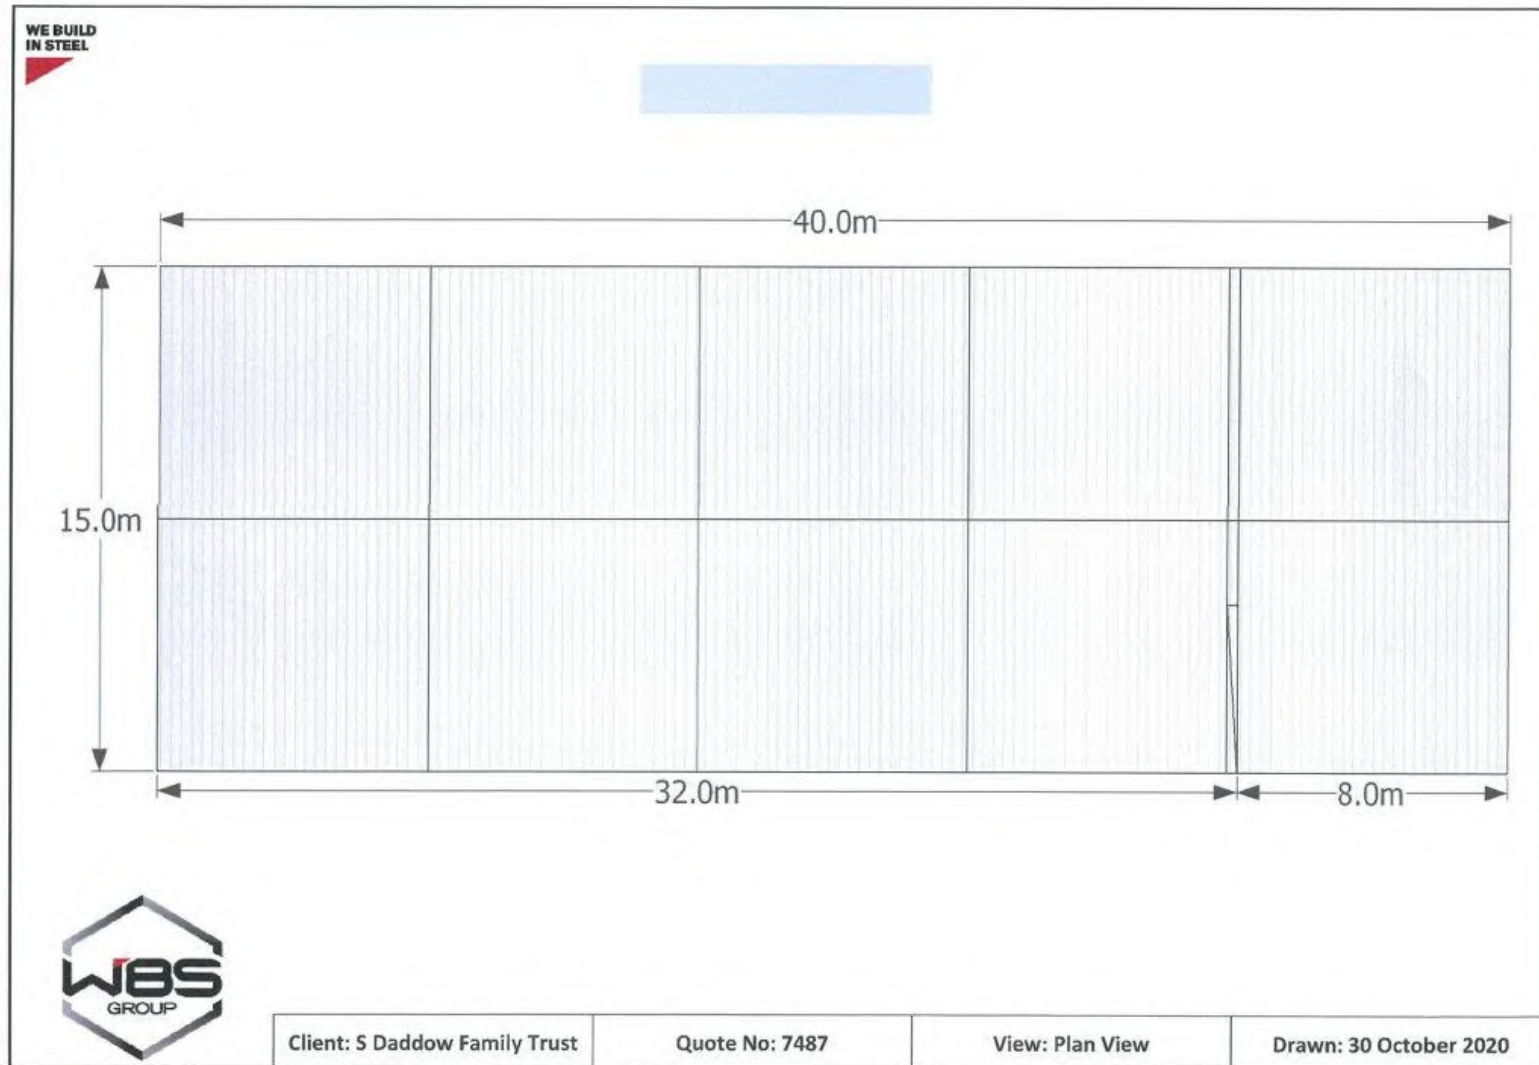 WE BUILD
IN STEEL
40.0m
15.0m
32.0m
8.0m
WBS
GROUP
Client: S Daddow Family Trust
Quote No: 7487
View: Plan View
Drawn: 30 October 2020